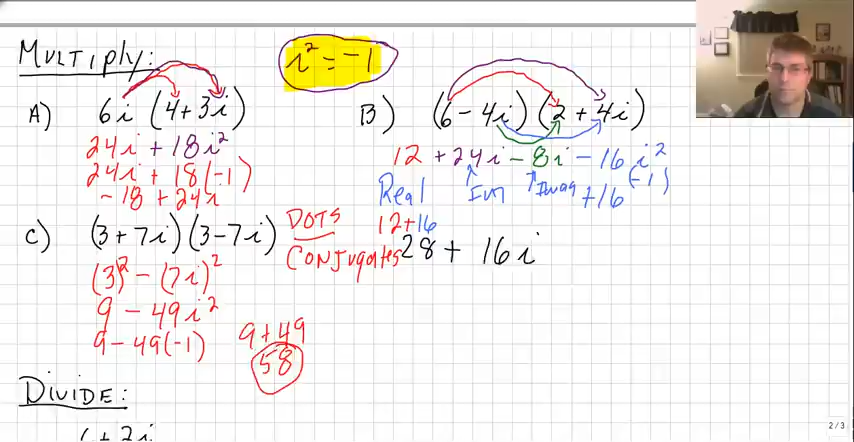 MULTIPLY:
i² = -1
A) 6i (4+3i)
24i + 18i²
24i + 18(-1)
-18 + 24i
B) (6 - 4i)(2 + 4i)
12 + 24i - 8i - 16i²
(-1)
Real Im Imag +16
12+16
28 + 16i
C) (3+7i)(3-7i)
DOTS
CONJUGATES
(3)² - (7i)²
9 - 49i²
9 - 49(-1)
9+49
58
DIVIDE:
2/3